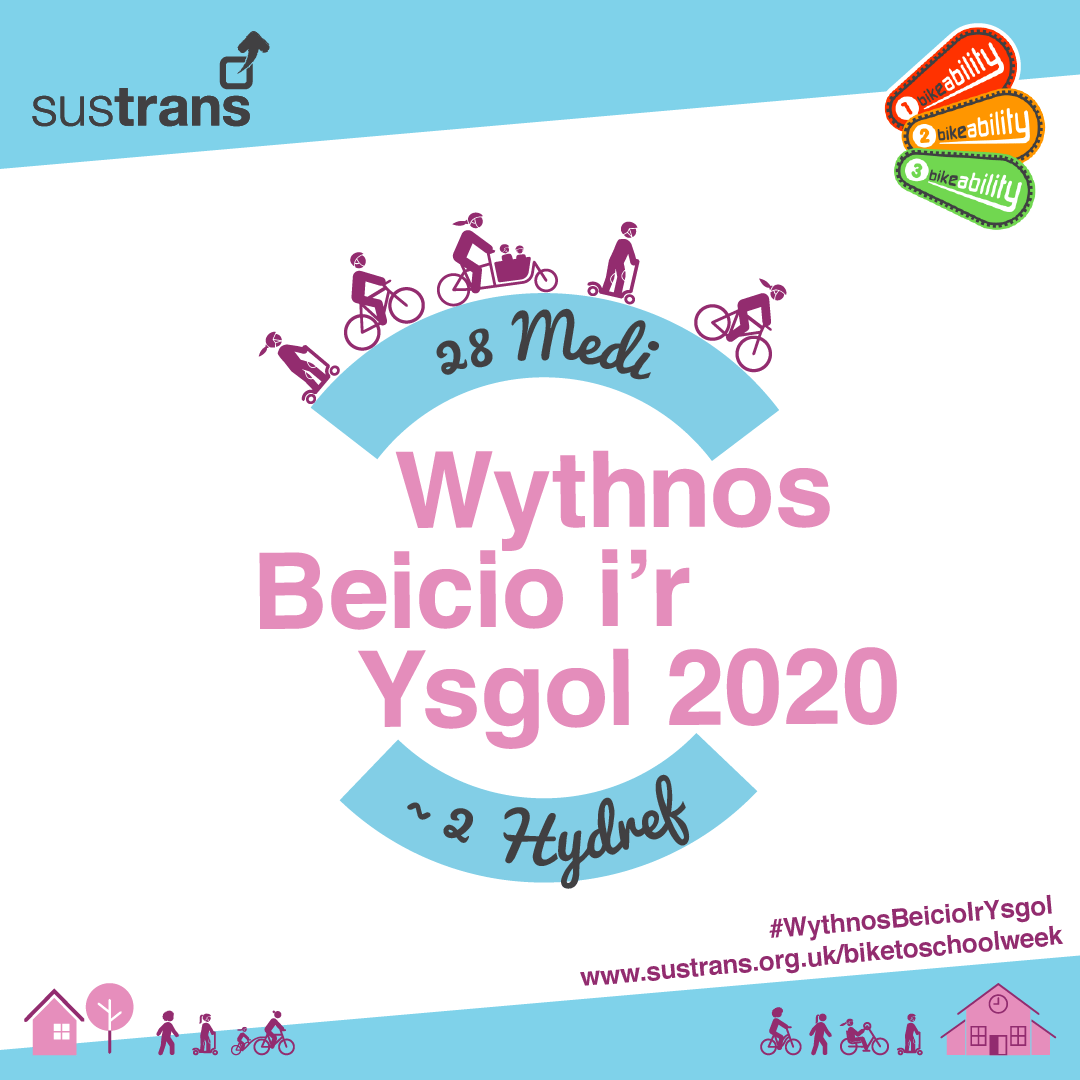 sustrans
1 bikeability
2 bikeability
3 bikeability
28 Medi
Wythnos
Beicio i’r
Ysgol 2020
~ 2 Hydref
#WythnosBeicioIrYsgol
www.sustrans.org.uk/biketoschoolweek